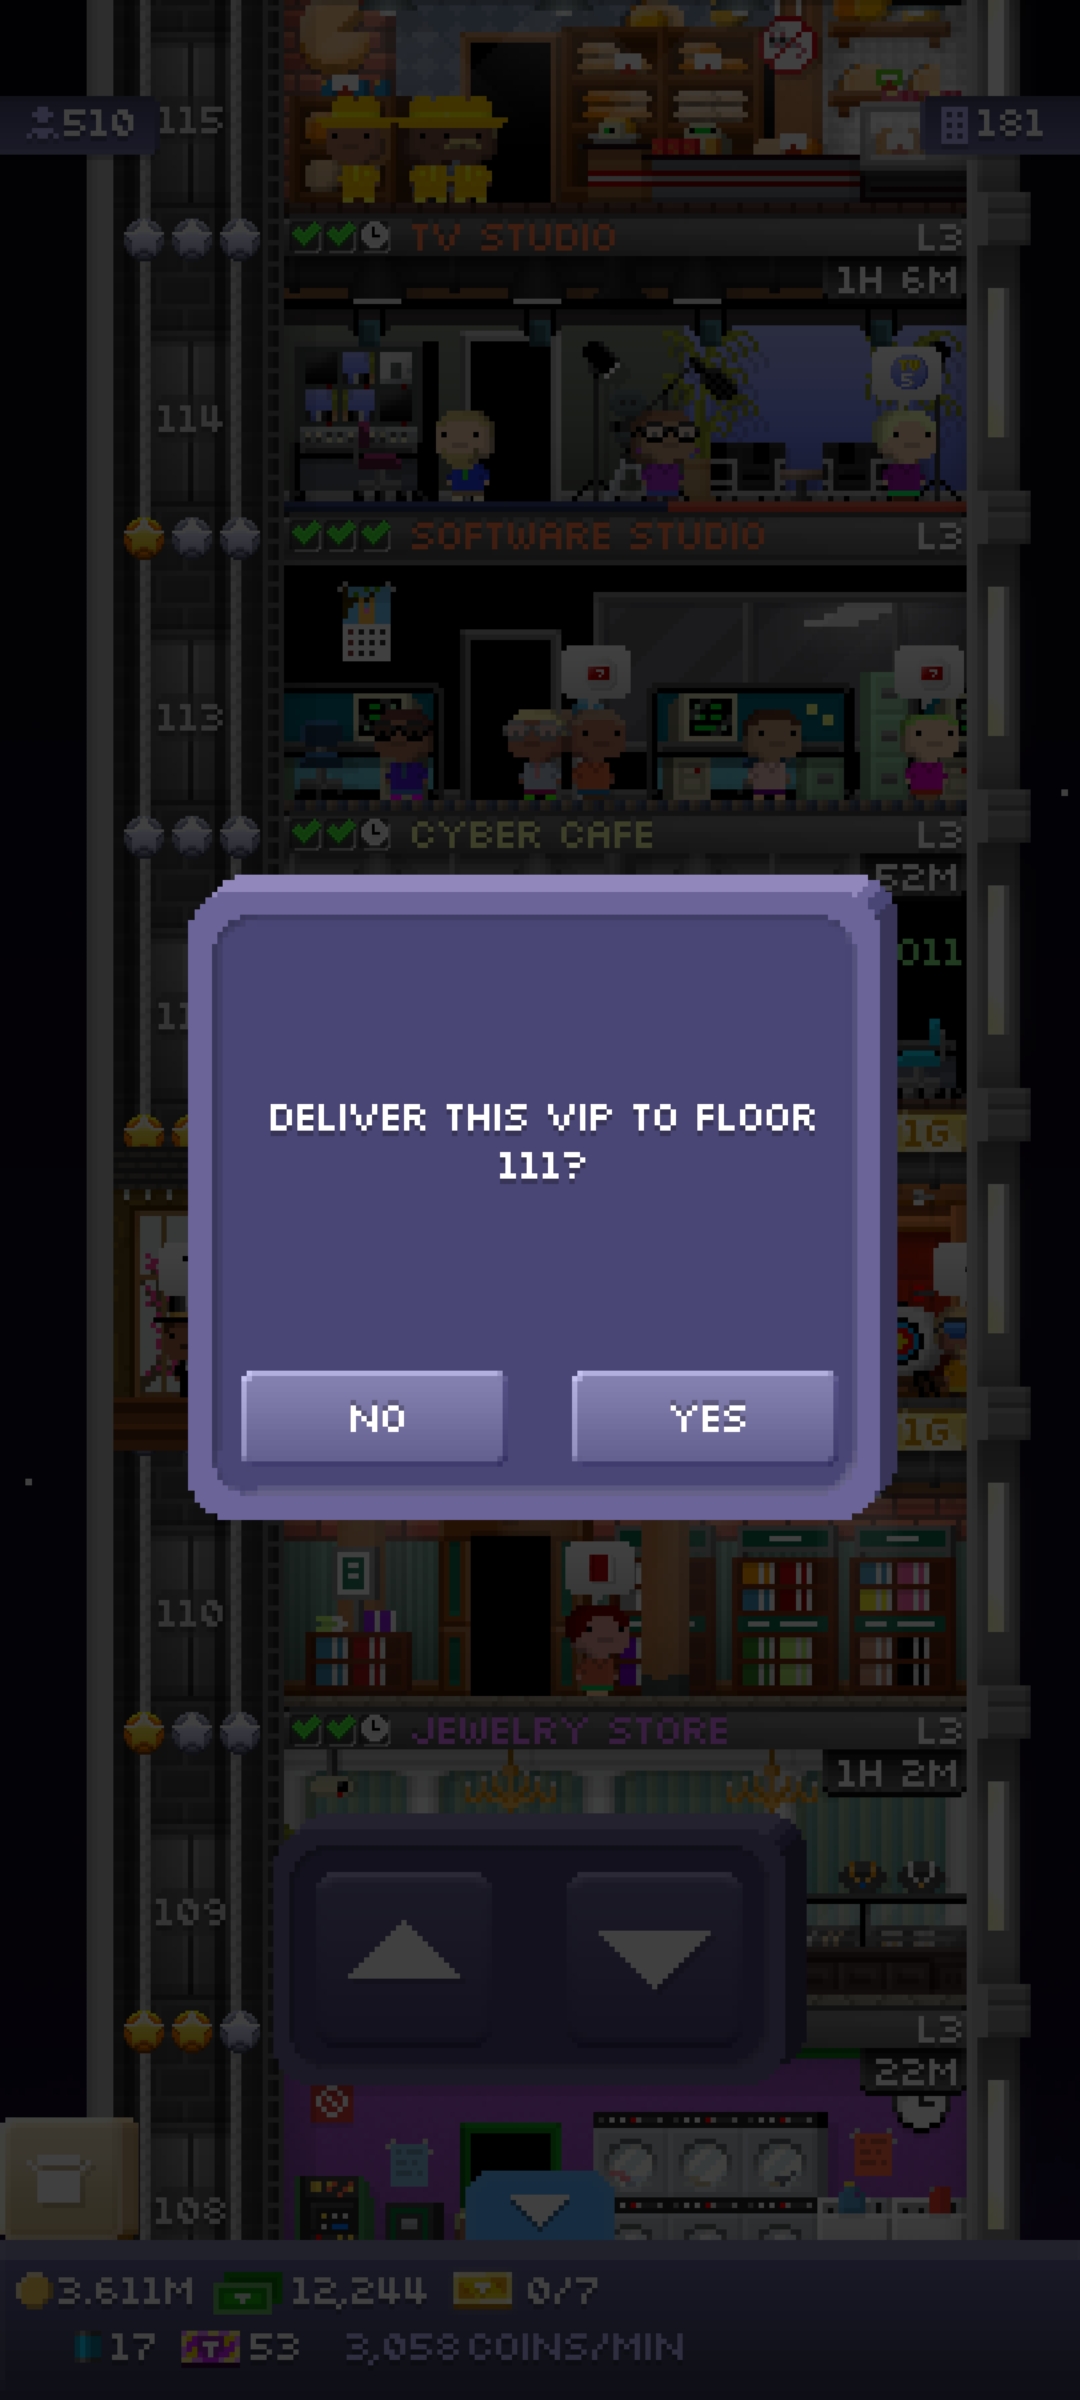 510
115
181
TV STUDIO
L3
1H 6M
114
TV
5
SOFTWARE STUDIO
L3
113
CYBER CAFE
L3
52M
011
11
1G
DELIVER THIS VIP TO FLOOR
111?
NO
YES
1G
110
JEWELRY STORE
L3
1H 2M
109
L3
22M
108
3.611M
12,244
0/7
17
T
53
3,058 COINS/MIN